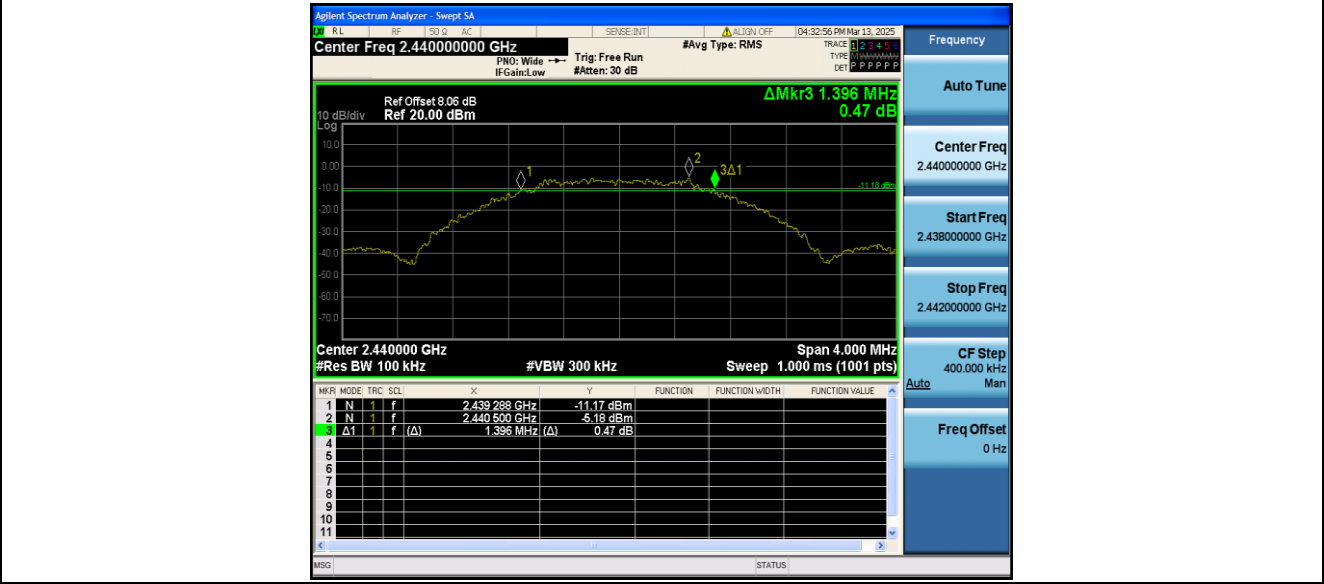 Agilent Spectrum Analyzer - Swept SA
RL RF 50 Ω AC SENSE:INT ALIGN OFF 04:32:56 PM Mar 13, 2025
Center Freq 2.440000000 GHz
#Avg Type: RMS
TRACE 1 2 3 4 5 6
PNO: Wide
Trig: Free Run
TYPE M W W W W W
IFGain:Low
#Atten: 30 dB
DET P P P P P P
ΔMkr3 1.396 MHz
0.47 dB
Ref Offset 8.06 dB
10 dB/div Ref 20.00 dBm
Log
10.0
0.00
-10.0
-20.0
-30.0
-40.0
-50.0
-60.0
-70.0
1
2
3Δ1
-11.18 dBm
Center 2.440000 GHz Span 4.000 MHz
#Res BW 100 kHz #VBW 300 kHz Sweep 1.000 ms (1001 pts)
MKR MODE TRC SCL X Y FUNCTION FUNCTION WIDTH FUNCTION VALUE
1 N 1 f 2.439 288 GHz -11.17 dBm
2 N 1 f 2.440 500 GHz -5.18 dBm
3 Δ1 1 f (Δ) 1.396 MHz (Δ) 0.47 dB
4
5
6
7
8
9
10
11
MSG STATUS
Frequency
Auto Tune
Center Freq
2.440000000 GHz
Start Freq
2.438000000 GHz
Stop Freq
2.442000000 GHz
CF Step
400.000 kHz
Auto Man
Freq Offset
0 Hz